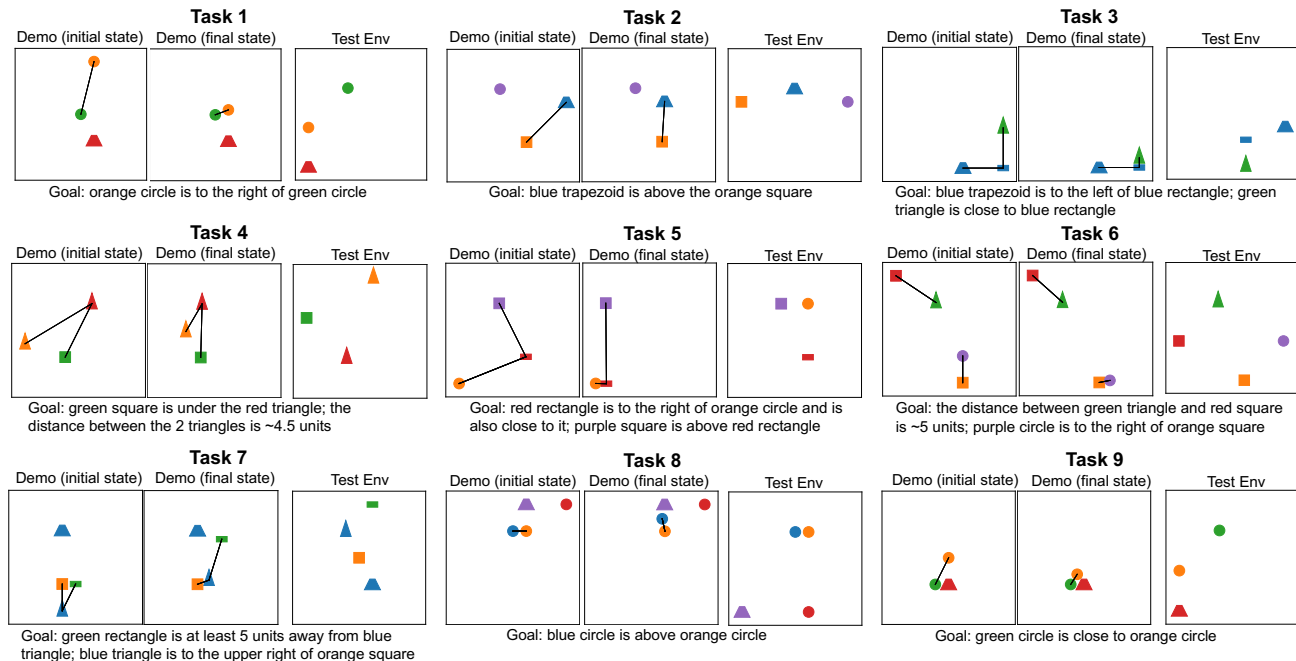 Task 1
Demo (initial state) Demo (final state) Test Env
Goal: orange circle is to the right of green circle
Task 2
Demo (initial state) Demo (final state) Test Env
Goal: blue trapezoid is above the orange square
Task 3
Demo (initial state) Demo (final state) Test Env
Goal: blue trapezoid is to the left of blue rectangle; green
triangle is close to blue rectangle
Task 4
Demo (initial state) Demo (final state) Test Env
Goal: green square is under the red triangle; the
distance between the 2 triangles is ~4.5 units
Task 5
Demo (initial state) Demo (final state) Test Env
Goal: red rectangle is to the right of orange circle and is
also close to it; purple square is above red rectangle
Task 6
Demo (initial state) Demo (final state) Test Env
Goal: the distance between green triangle and red square
is ~5 units; purple circle is to the right of orange square
Task 7
Demo (initial state) Demo (final state) Test Env
Goal: green rectangle is at least 5 units away from blue
triangle; blue triangle is to the upper right of orange square
Task 8
Demo (initial state) Demo (final state) Test Env
Goal: blue circle is above orange circle
Task 9
Demo (initial state) Demo (final state) Test Env
Goal: green circle is close to orange circle